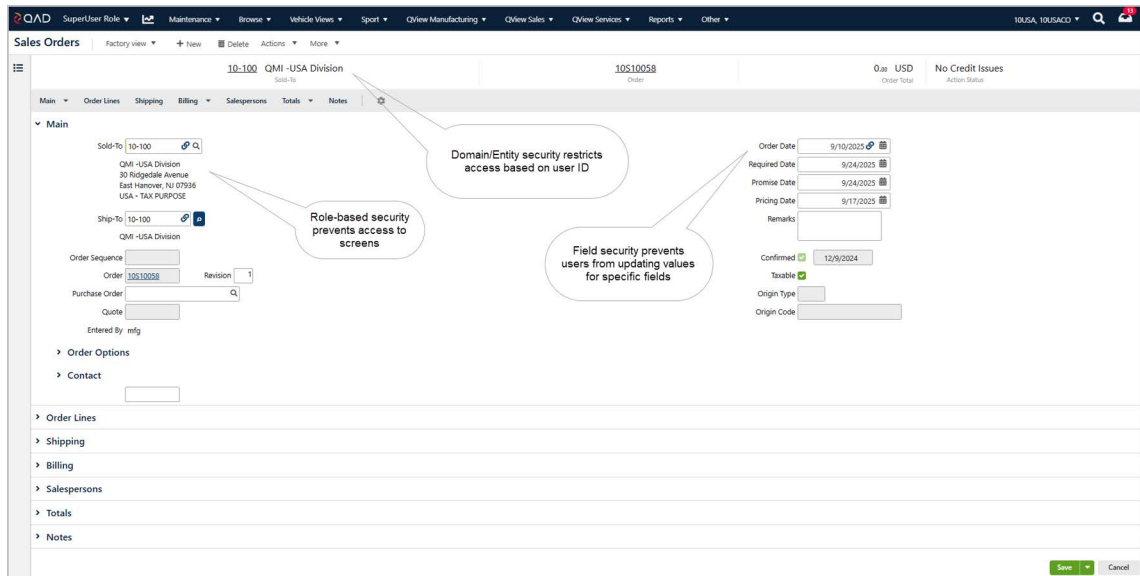 QAD SuperUser Role Maintenance Browse Vehicle Views Sport QView Manufacturing QView Sales QView Services Reports Other 10USA, 10USACO 13
Sales Orders Factory view + New Delete Actions More
10-100 QMI -USA Division 10S10058 0.00 USD No Credit Issues
Sold-To Order Order Total Action Status
Main Order Lines Shipping Billing Salespersons Totals Notes
Main
Sold-To 10-100
QMI -USA Division
30 Ridgedale Avenue
East Hanover, NJ 07936
USA - TAX PURPOSE
Ship-To 10-100
QMI -USA Division
Order Sequence
Order 10S10058 Revision 1
Purchase Order
Quote
Entered By mfg
Domain/Entity security restricts
access based on user ID
Role-based security
prevents access to
screens
Field security prevents
users from updating values
for specific fields
Order Date 9/10/2025
Required Date 9/24/2025
Promise Date 9/24/2025
Pricing Date 9/17/2025
Remarks
Confirmed 12/9/2024
Taxable
Origin Type
Origin Code
Order Options
Contact
Order Lines
Shipping
Billing
Salespersons
Totals
Notes
Save Cancel